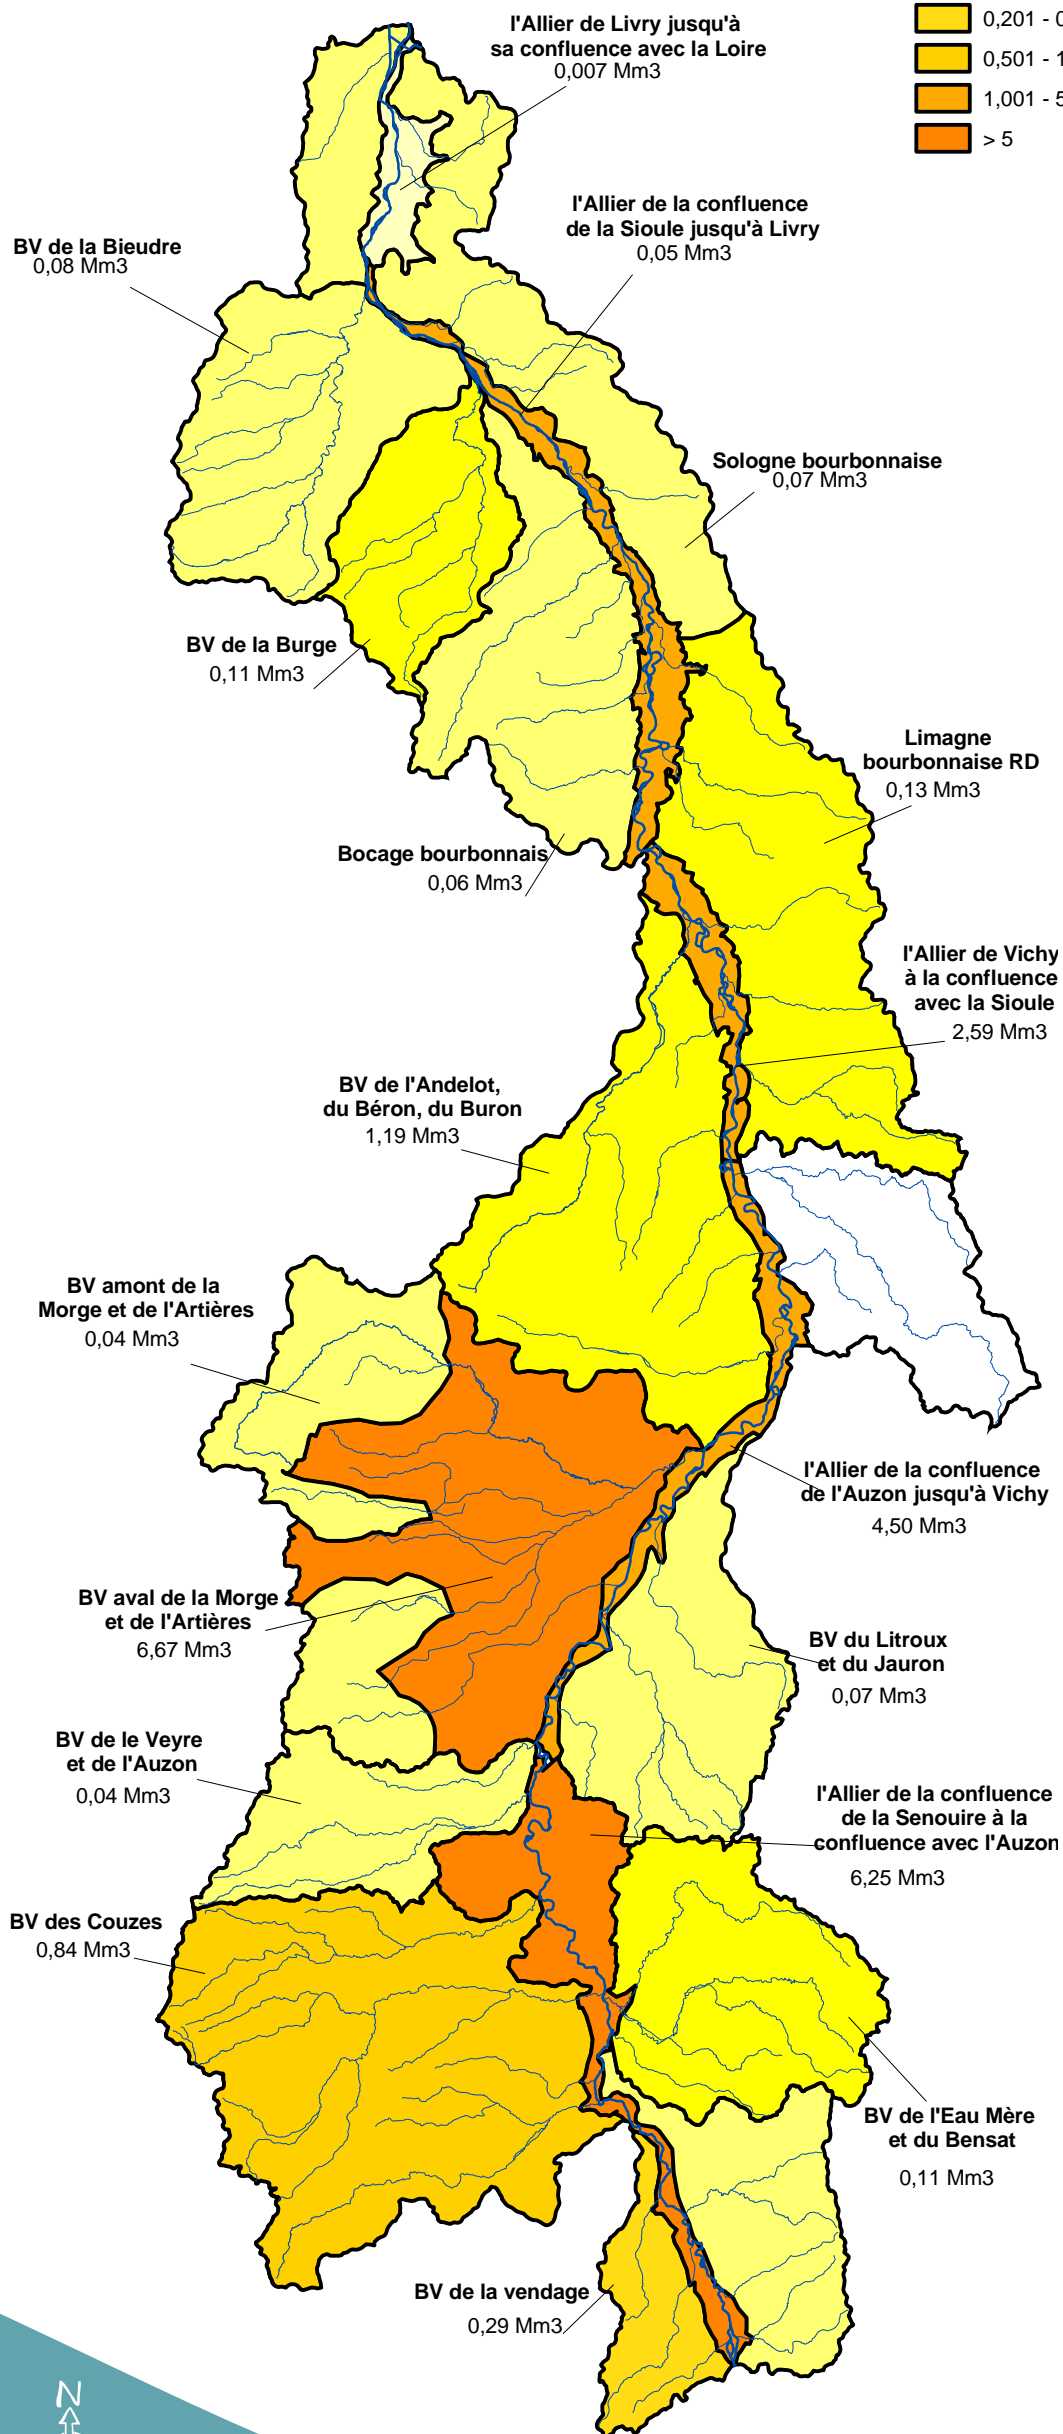 0,201 - 0
0,501 - 1
1,001 - 5
> 5
l'Allier de Livry jusqu'à
sa confluence avec la Loire
0,007 Mm3
l'Allier de la confluence
de la Sioule jusqu'à Livry
0,05 Mm3
BV de la Bieudre
0,08 Mm3
Sologne bourbonnaise
0,07 Mm3
BV de la Burge
0,11 Mm3
Limagne
bourbonnaise RD
0,13 Mm3
Bocage bourbonnais
0,06 Mm3
l'Allier de Vichy
à la confluence
avec la Sioule
2,59 Mm3
BV de l'Andelot,
du Béron, du Buron
1,19 Mm3
BV amont de la
Morge et de l'Artières
0,04 Mm3
l'Allier de la confluence
de l'Auzon jusqu'à Vichy
4,50 Mm3
BV aval de la Morge
et de l'Artières
6,67 Mm3
BV du Litroux
et du Jauron
0,07 Mm3
BV de le Veyre
et de l'Auzon
0,04 Mm3
l'Allier de la confluence
de la Senouire à la
confluence avec l'Auzon
6,25 Mm3
BV des Couzes
0,84 Mm3
BV de l'Eau Mère
et du Bensat
0,11 Mm3
BV de la vendage
0,29 Mm3
N